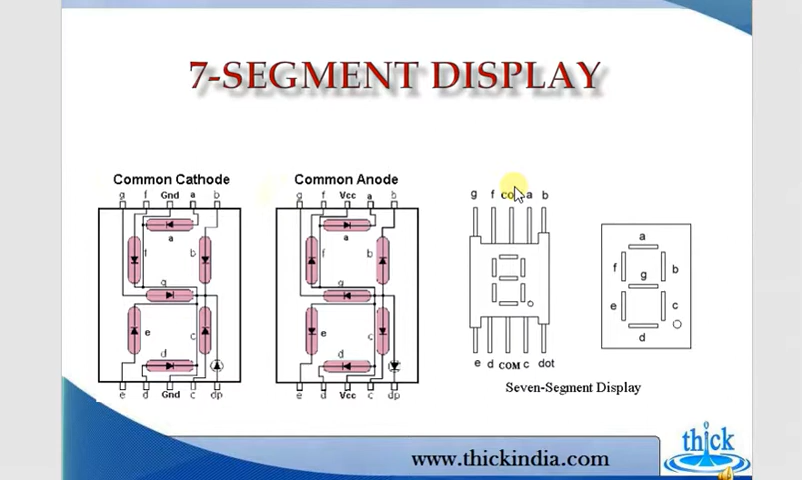 7-SEGMENT DISPLAY
Common Cathode
g f Gnd a b
a
f b
g
e c
d
e d Gnd c dp
Common Anode
g f Vcc a b
a
f b
g
e c
d
e d Vcc c dp
g f co a b
e d COM c dot
a
f b
g
e c
d
Seven-Segment Display
www.thickindia.com
thick